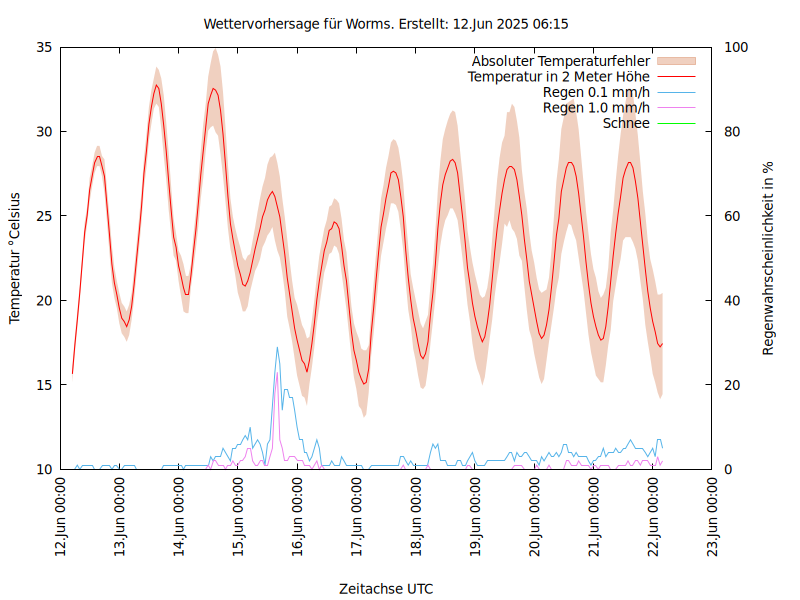 Wettervorhersage für Worms. Erstellt: 12.Jun 2025 06:15
Absoluter Temperaturfehler
Temperatur in 2 Meter Höhe
Regen 0.1 mm/h
Regen 1.0 mm/h
Schnee
35
30
25
20
15
10
Temperatur °Celsius
100
80
60
40
20
0
Regenwahrscheinlichkeit in %
12.Jun 00:00
13.Jun 00:00
14.Jun 00:00
15.Jun 00:00
16.Jun 00:00
17.Jun 00:00
18.Jun 00:00
19.Jun 00:00
20.Jun 00:00
21.Jun 00:00
22.Jun 00:00
23.Jun 00:00
Zeitachse UTC